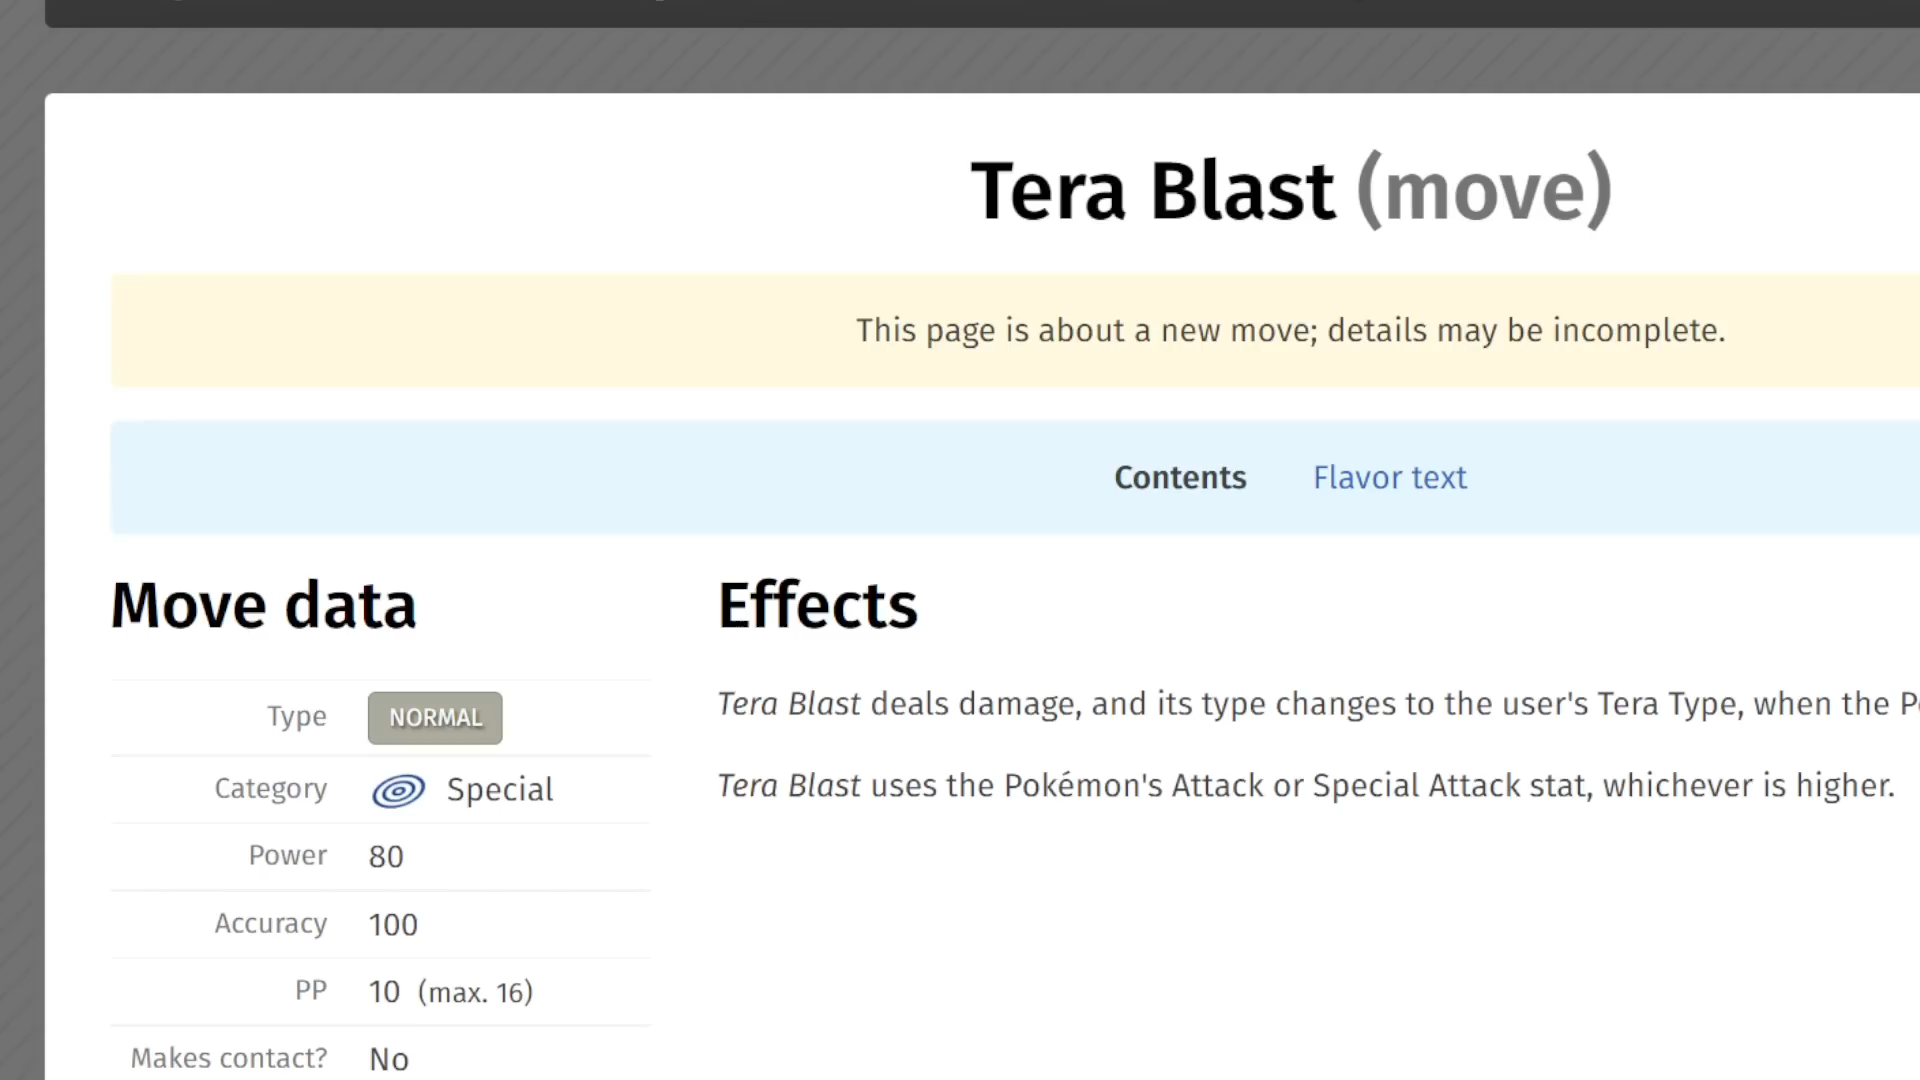 Tera Blast (move)
This page is about a new move; details may be incomplete.
Contents Flavor text
Move data
Type NORMAL
Category Special
Power 80
Accuracy 100
PP 10 (max. 16)
Makes contact? No
Effects
Tera Blast deals damage, and its type changes to the user's Tera Type, when the
Tera Blast uses the Pokémon's Attack or Special Attack stat, whichever is higher.